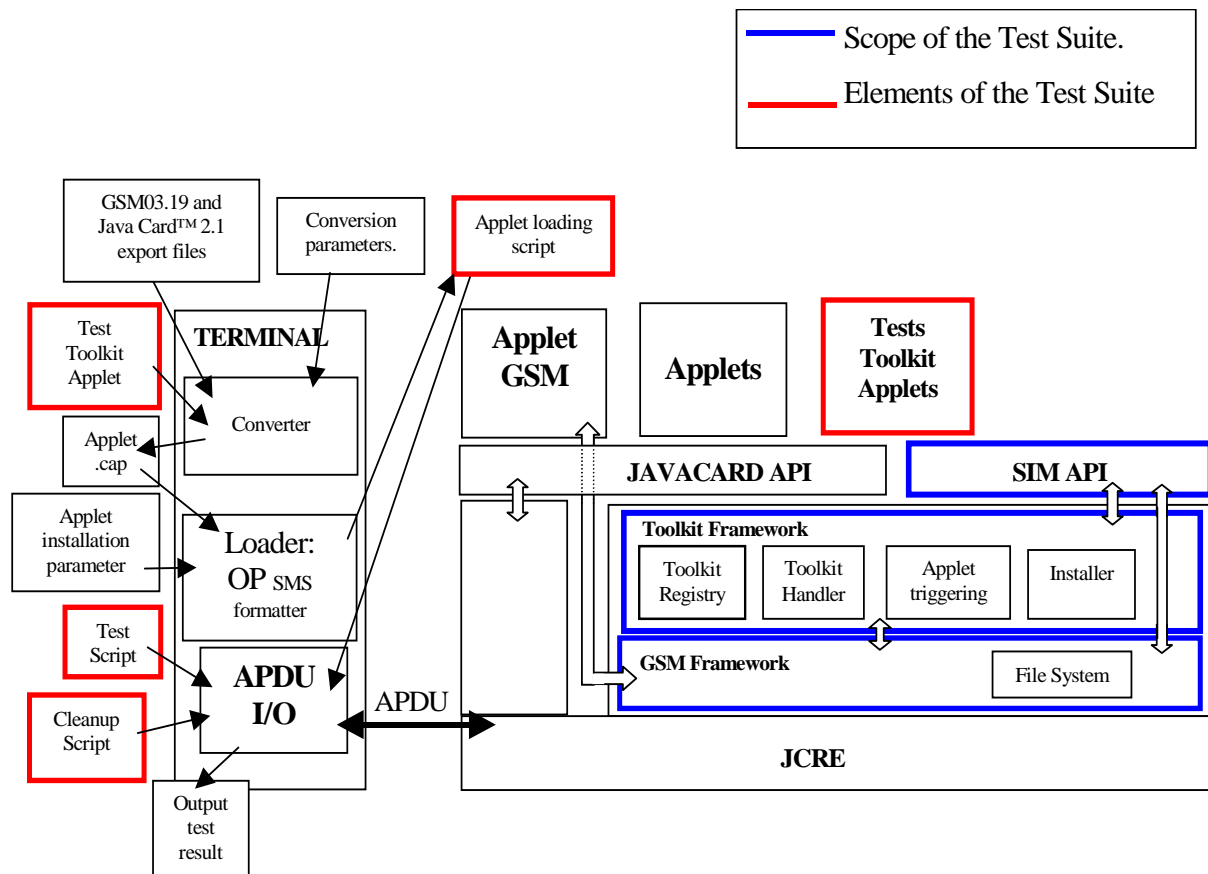 Scope of the Test Suite.
Elements of the Test Suite
GSM03.19 and
Java Card™ 2.1
export files
Conversion
parameters.
Applet loading
script
Test
Toolkit
Applet
TERMINAL
Applet
GSM
Applets
Tests
Toolkit
Applets
Converter
Applet
.cap
JAVACARD API
SIM API
Applet
installation
parameter
Loader:
OP SMS
formatter
Toolkit Framework
Toolkit
Registry
Toolkit
Handler
Applet
triggering
Installer
Test
Script
GSM Framework
File System
APDU
I/O
APDU
Cleanup
Script
JCRE
Output
test
result